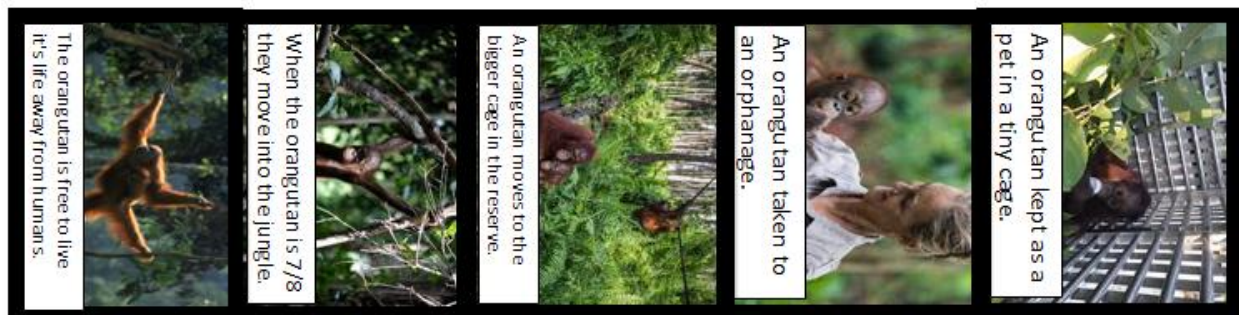 An orangutan kept as a
pet in a tiny cage.
An orangutan taken to
an orphanage.
An orangutan moves to the
bigger cage in the reserve.
When the orangutan is 7/8
they move into the jungle.
The orangutan is free to live
it's life away from humans.